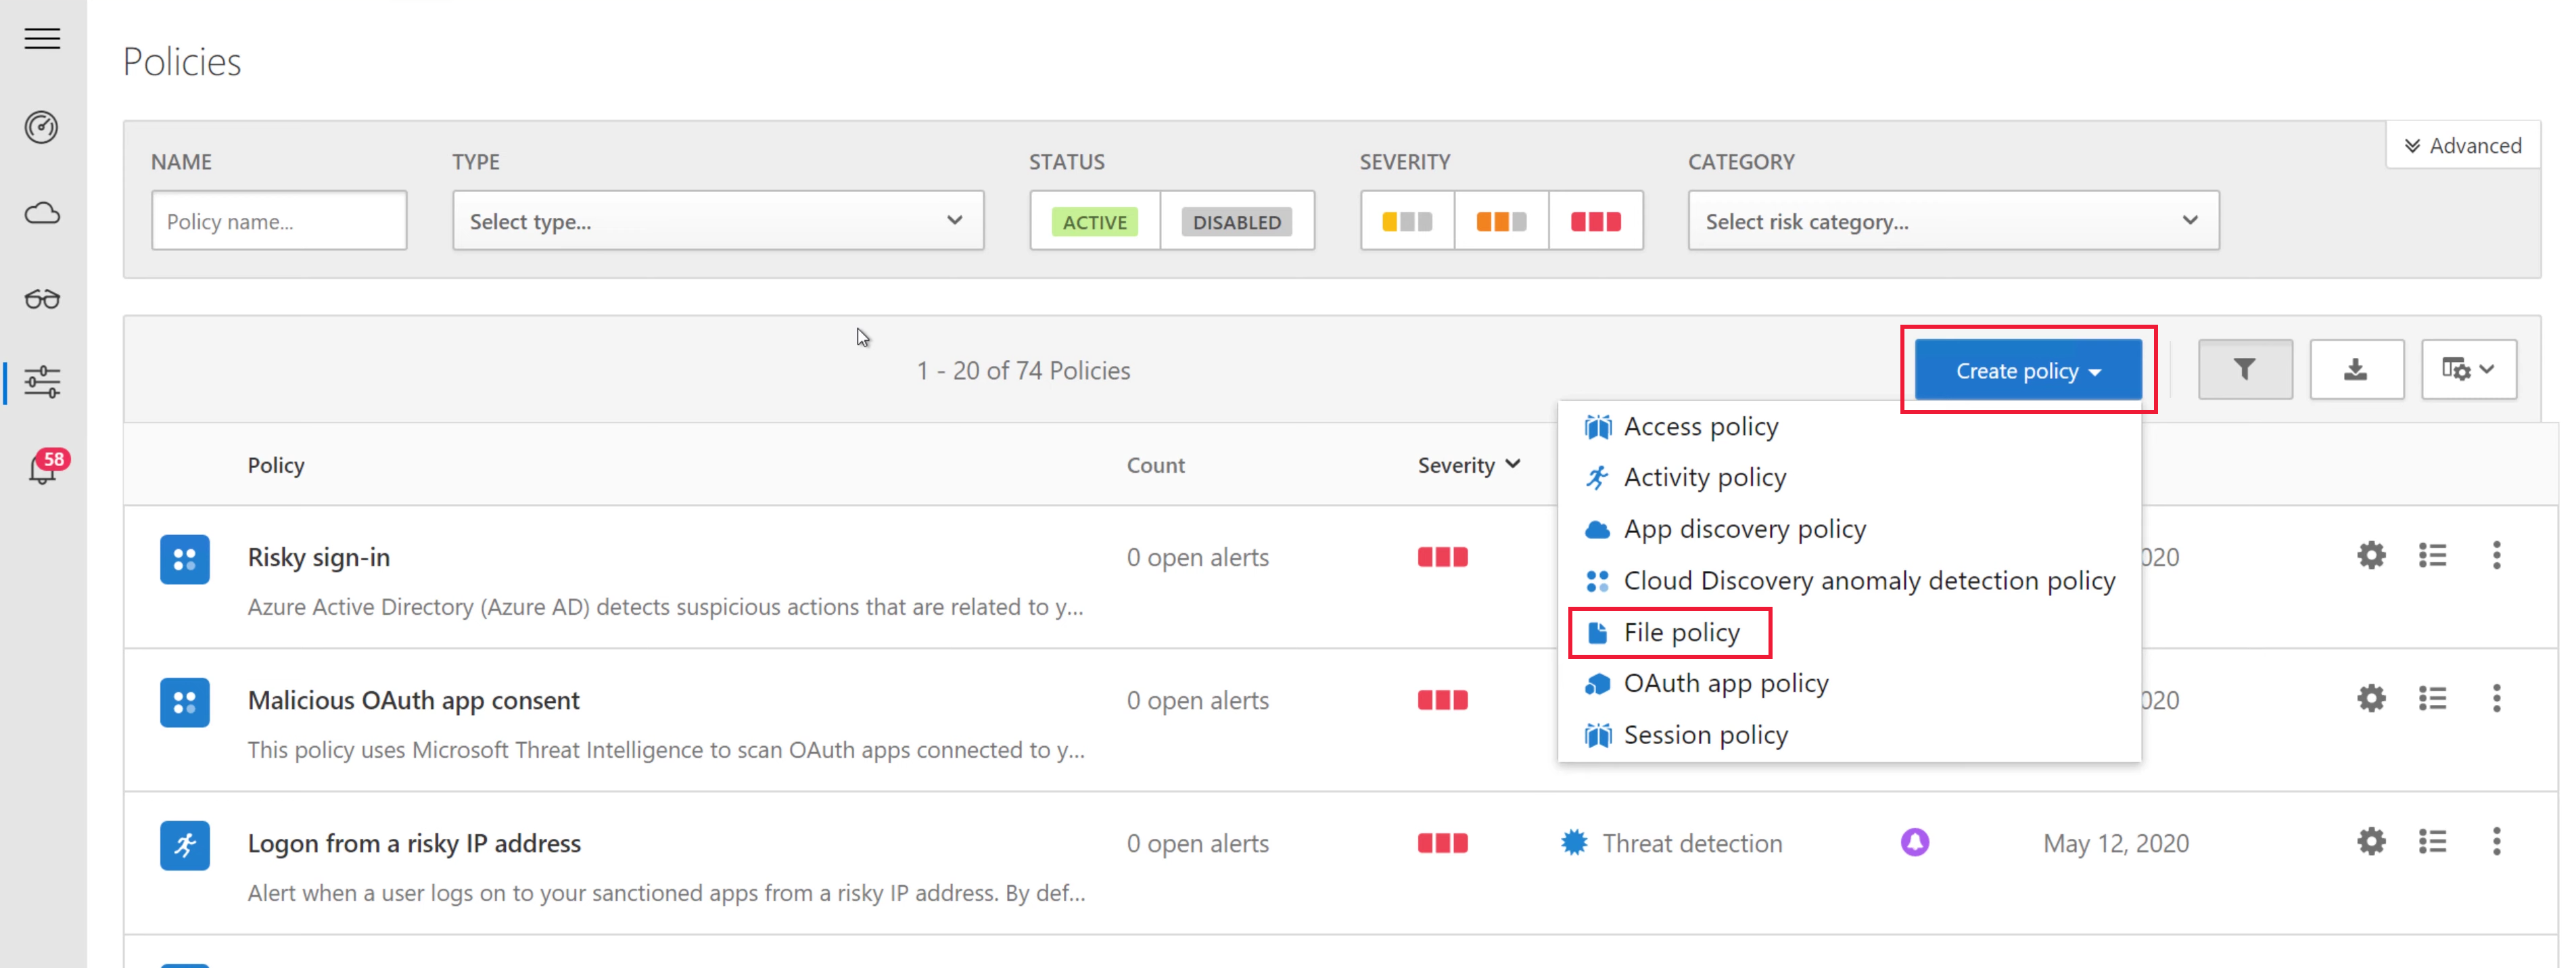 Policies
Advanced
NAME
TYPE
STATUS
SEVERITY
CATEGORY
Policy name...
Select type...
ACTIVE
DISABLED
Select risk category...
1 - 20 of 74 Policies
Create policy
58
Policy
Count
Severity
Access policy
Activity policy
App discovery policy
Cloud Discovery anomaly detection policy
File policy
OAuth app policy
Session policy
Risky sign-in
0 open alerts
020
Azure Active Directory (Azure AD) detects suspicious actions that are related to y...
Malicious OAuth app consent
0 open alerts
020
This policy uses Microsoft Threat Intelligence to scan OAuth apps connected to y...
Logon from a risky IP address
0 open alerts
Threat detection
May 12, 2020
Alert when a user logs on to your sanctioned apps from a risky IP address. By def...